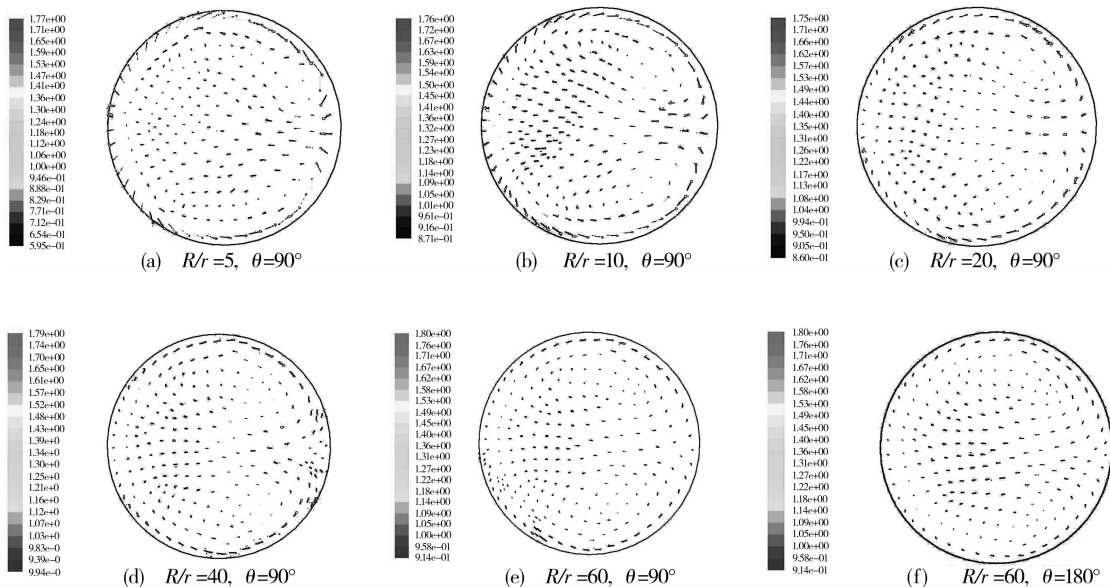 1.77e+00
1.71e+00
1.65e+00
1.59e+00
1.53e+00
1.47e+00
1.41e+00
1.36e+00
1.30e+00
1.24e+00
1.18e+00
1.12e+00
1.06e+00
1.00e+00
9.46e-01
8.88e-01
8.29e-01
7.71e-01
7.12e-01
6.54e-01
5.95e-01
(a) R/r =5, θ=90°
1.76e+00
1.72e+00
1.67e+00
1.63e+00
1.59e+00
1.54e+00
1.50e+00
1.45e+00
1.41e+00
1.36e+00
1.32e+00
1.27e+00
1.23e+00
1.18e+00
1.14e+00
1.09e+00
1.05e+00
1.01e+00
9.61e-01
9.16e-01
8.71e-01
(b) R/r =10, θ=90°
1.75e+00
1.71e+00
1.66e+00
1.62e+00
1.57e+00
1.53e+00
1.49e+00
1.44e+00
1.40e+00
1.35e+00
1.31e+00
1.26e+00
1.22e+00
1.17e+00
1.13e+00
1.08e+00
1.04e+00
9.94e-01
9.50e-01
9.05e-01
8.60e-01
(c) R/r =20, θ=90°
1.79e+00
1.74e+00
1.70e+00
1.65e+00
1.61e+00
1.57e+00
1.52e+00
1.48e+00
1.43e+00
1.39e+0
1.34e+0
1.30e+0
1.25e+0
1.21e+0
1.16e+0
1.12e+0
1.07e+0
1.03e+0
9.83e-0
9.39e-0
9.94e-0
(d) R/r =40, θ=90°
1.80e+00
1.76e+00
1.71e+00
1.67e+00
1.62e+00
1.58e+00
1.53e+00
1.49e+00
1.45e+00
1.40e+00
1.36e+00
1.31e+00
1.27e+00
1.22e+00
1.18e+00
1.14e+00
1.09e+00
1.05e+00
1.00e+00
9.58e-01
9.14e-01
(e) R/r =60, θ=90°
1.80e+00
1.76e+00
1.71e+00
1.67e+00
1.62e+00
1.58e+00
1.53e+00
1.49e+00
1.45e+00
1.40e+00
1.36e+00
1.31e+00
1.27e+00
1.22e+00
1.18e+00
1.14e+00
1.09e+00
1.05e+00
1.00e+00
9.58e-01
9.14e-01
(f) R/r =60, θ=180°